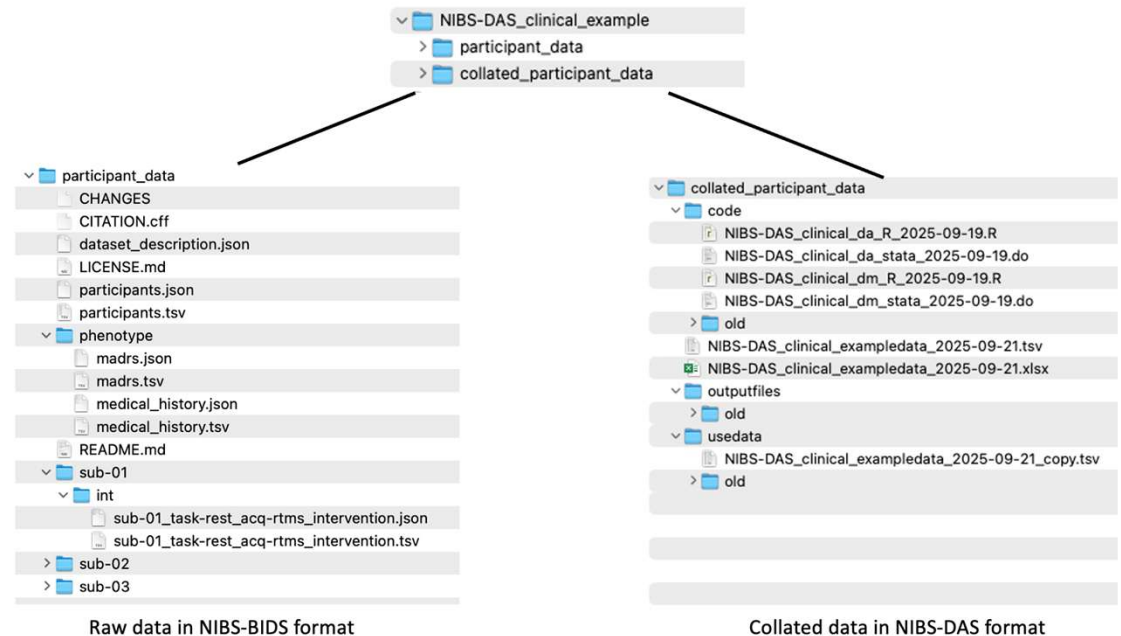 NIBS-DAS_clinical_example
participant_data
collated_participant_data
participant_data
CHANGES
CITATION.cff
dataset_description.json
LICENSE.md
participants.json
participants.tsv
phenotype
madrs.json
madrs.tsv
medical_history.json
medical_history.tsv
README.md
sub-01
int
sub-01_task-rest_acq-rtms_intervention.json
sub-01_task-rest_acq-rtms_intervention.tsv
sub-02
sub-03
Raw data in NIBS-BIDS format
collated_participant_data
code
NIBS-DAS_clinical_da_R_2025-09-19.R
NIBS-DAS_clinical_da_stata_2025-09-19.do
NIBS-DAS_clinical_dm_R_2025-09-19.R
NIBS-DAS_clinical_dm_stata_2025-09-19.do
old
NIBS-DAS_clinical_exampledata_2025-09-21.tsv
NIBS-DAS_clinical_exampledata_2025-09-21.xlsx
outputfiles
old
usedata
NIBS-DAS_clinical_exampledata_2025-09-21_copy.tsv
old
Collated data in NIBS-DAS format